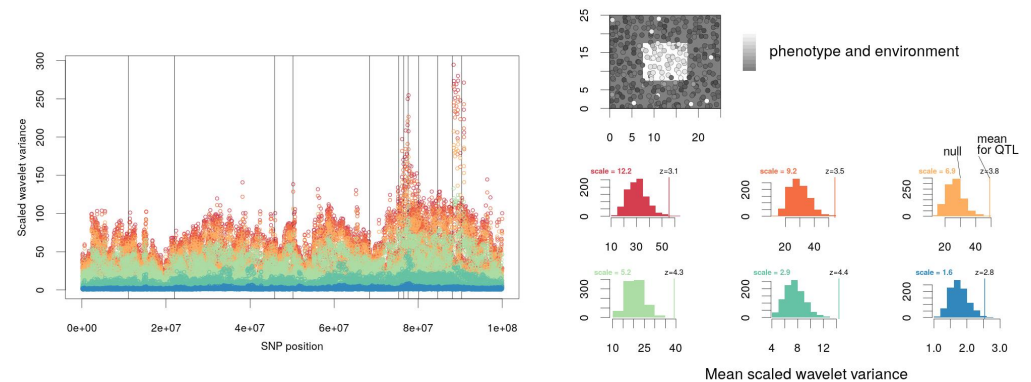 300
250
200
150
100
50
0
Scaled wavelet variance
0e+00 2e+07 4e+07 6e+07 8e+07 1e+08
SNP position
25
15
5
0
0 5 10 20
phenotype and environment
null
mean
for QTL
scale = 12.2 z=3.1
200
0
10 30 50
scale = 9.2 z=3.5
200
0
20 40
scale = 6.9 z=3.8
250
0
20 40
scale = 5.2 z=4.3
200
0
10 25 40
scale = 2.9 z=4.4
200
0
4 8 12
scale = 1.6 z=2.8
200
0
1.0 2.0 3.0
Mean scaled wavelet variance